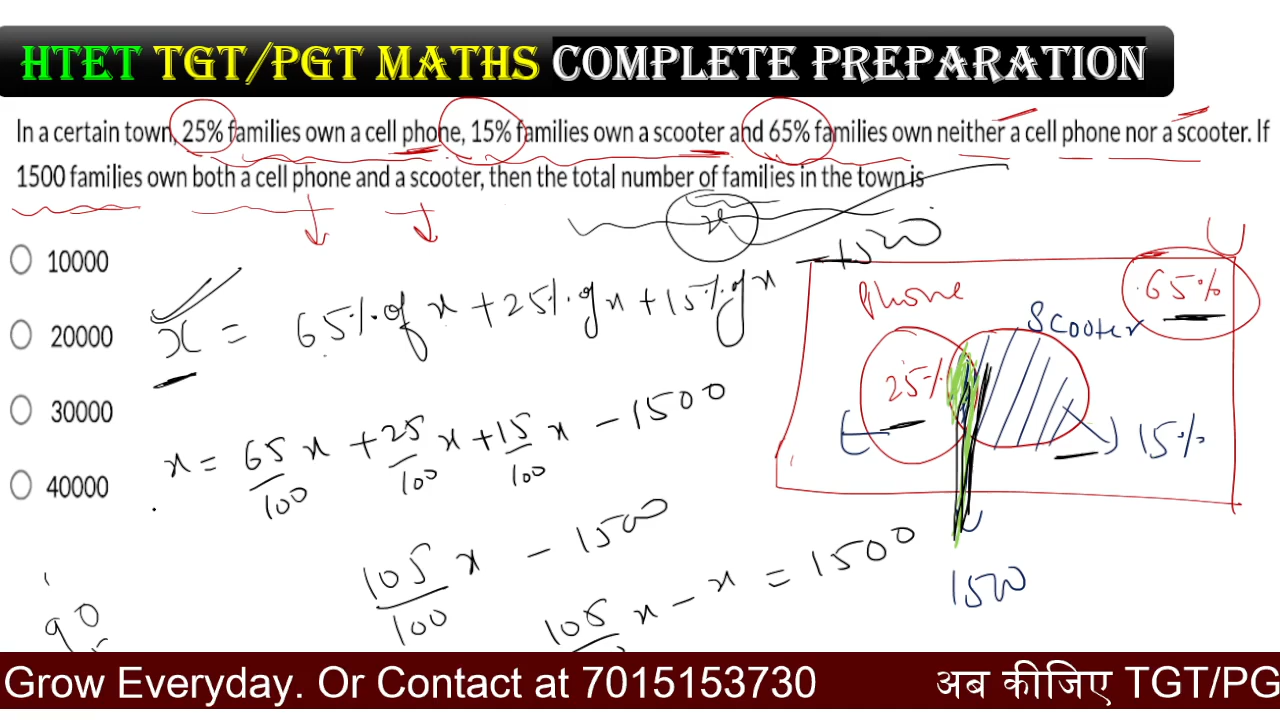 HTET TGT/PGT MATHS COMPLETE PREPARATION
In a certain town, 25% families own a cell phone, 15% families own a scooter and 65% families own neither a cell phone nor a scooter. If
1500 families own both a cell phone and a scooter, then the total number of families in the town is
x
10000
20000
30000
40000
x = 65% of x + 25% of x + 15% of x - 1500
x = 65/100 x + 25/100 x + 15/100 x - 1500
105/100 x - 1500
x - x = 1500
90
U
65%
Phone
Scooter
25%
15%
1500
Grow Everyday. Or Contact at 7015153730 अब कीजिए TGT/PG